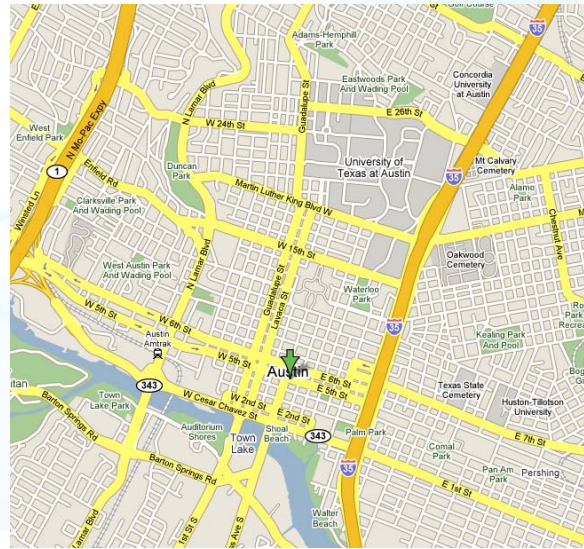 Golf Course
35
Adams-Hemphill
Park
Eastwoods Park
And Wading Pool
Concordia
University
at Austin
N Mo-Pac Expy
N Lamar Blvd
Guadalupe St
W 24th St
E 26th St
West
Enfield Park
University of
Texas at Austin
Mt Calvary
Cemetery
Duncan
Park
1
Enfield Rd
35
Martin Luther King Blvd W
Alamo
Park
Winsted Ln
Clarksville Park
And Wading Pool
Chestnut Ave
W 15th St
Oakwood
Cemetery
N Lamar Blvd
West Austin Park
And Wading Pool
Guadalupe St
Lavaca St
Waterloo
Park
W 6th St
W 5th St
35
Austin
Amtrak
Kealing Park
And Pool
W 5th St
Austin
E 6th St
E 5th St
343
Texas State
Cemetery
Huston-Tillotson
University
Town
Lake Park
W Cesar Chavez St
W 2nd St
E 2nd St
Barton Springs Rd
Auditorium
Shores
Town
Lake
Shoal
Beach
343
Palm Park
E 7th St
Comal
Park
Barton Springs Rd
35
Pan Am
Park
Pershing
E 1st St
Lamar Blvd
S 1st St
Walter
Beach